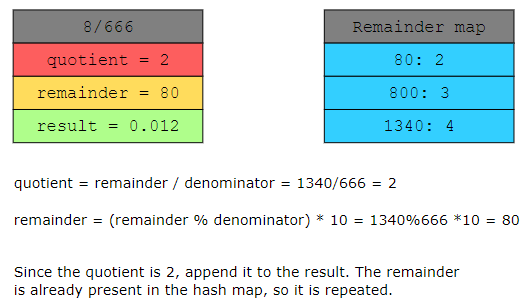 8/666
quotient = 2
remainder = 80
result = 0.012
Remainder map
80: 2
800: 3
1340: 4
quotient = remainder / denominator = 1340/666 = 2
remainder = (remainder % denominator) * 10 = 1340%666 *10 = 80
Since the quotient is 2, append it to the result. The remainder
is already present in the hash map, so it is repeated.